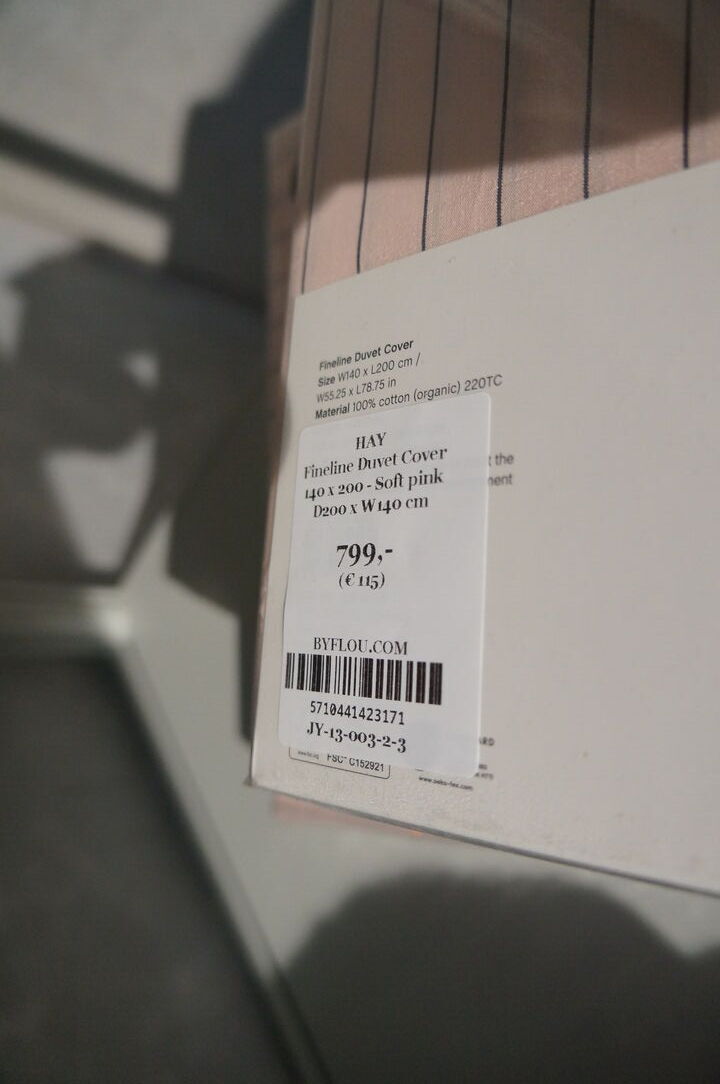 Fineline Duvet Cover
Size W140 x L200 cm /
W55.25 x L78.75 in
Material 100% cotton (organic) 220TC
HAY
Fineline Duvet Cover
140 x 200 - Soft pink
D200 x W140 cm
the
799,-
(€ 115)
BYFLOU.COM
5710441423171
JY-13-003-2-3
FSC™ C152921